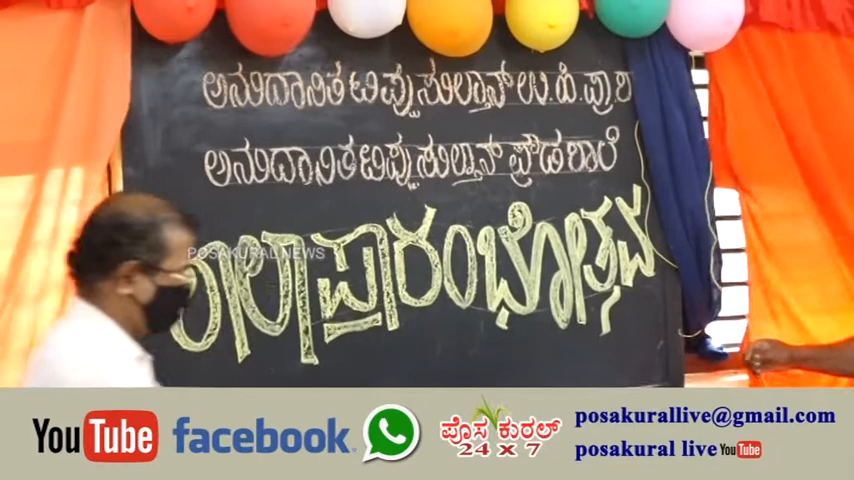 ಅನುದಾನಿತ ಟಿಪ್ಪುಸುಲ್ತಾನ್ ಉ.ಹಿ.ಪ್ರಾ.ಶಿ
ಅನುದಾನಿತ ಟಿಪ್ಪುಸುಲ್ತಾನ್ ಪ್ರೌಢಶಾಲೆ
POSAKURAL NEWS
ಶಾಲಾಪ್ರಾರಂಭೋತ್ಸವ
YouTube facebook ಪೊಸ ಕುರಲ್ 24 x 7
posakurallive@gmail.com
posakural live YouTube